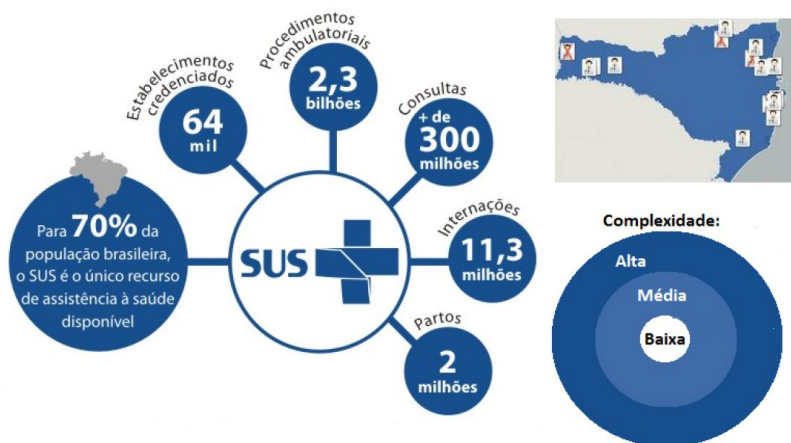 Estabelecimentos
credenciados
64
mil
Procedimentos
ambulatoriais
2,3
bilhões
Consultas
+ de
300
milhões
Internações
11,3
milhões
Partos
2
milhões
Para 70% da
população brasileira,
o SUS é o único recurso
de assistência à saúde
disponível
SUS
Complexidade:
Alta
Média
Baixa